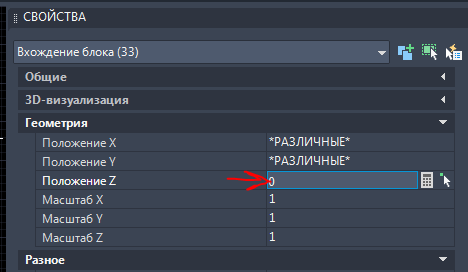 СВОЙСТВА
Вхождение блока (33)
Общие
3D-визуализация
Геометрия
Положение X *РАЗЛИЧНЫЕ*
Положение Y *РАЗЛИЧНЫЕ*
Положение Z 0
Масштаб X 1
Масштаб Y 1
Масштаб Z 1
Разное